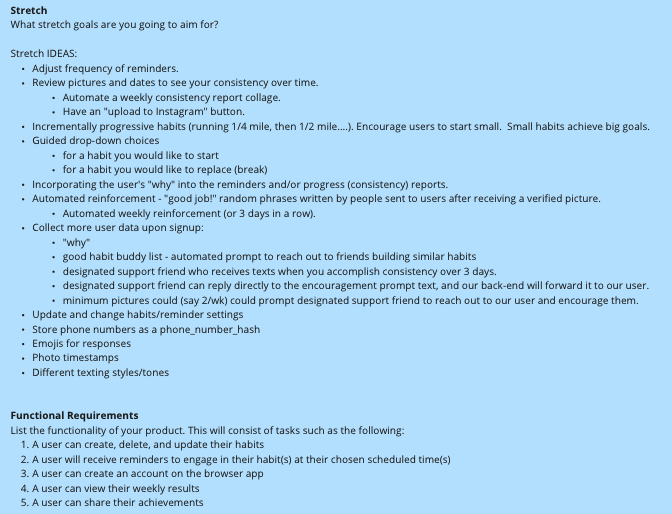 Stretch
What stretch goals are you going to aim for?
Stretch IDEAS:
• Adjust frequency of reminders.
• Review pictures and dates to see your consistency over time.
• Automate a weekly consistency report collage.
• Have an "upload to Instagram" button.
• Incrementally progressive habits (running 1/4 mile, then 1/2 mile....). Encourage users to start small.  Small habits achieve big goals.
• Guided drop-down choices
• for a habit you would like to start
• for a habit you would like to replace (break)
• Incorporating the user's "why" into the reminders and/or progress (consistency) reports.
• Automated reinforcement - "good job!" random phrases written by people sent to users after receiving a verified picture.
• Automated weekly reinforcement (or 3 days in a row).
• Collect more user data upon signup:
• "why"
• good habit buddy list - automated prompt to reach out to friends building similar habits
• designated support friend who receives texts when you accomplish consistency over 3 days.
• designated support friend can reply directly to the encouragement prompt text, and our back-end will forward it to our user.
• minimum pictures could (say 2/wk) could prompt designated support friend to reach out to our user and encourage them.
• Update and change habits/reminder settings
• Store phone numbers as a phone_number_hash
• Emojis for responses
• Photo timestamps
• Different texting styles/tones
Functional Requirements
List the functionality of your product. This will consist of tasks such as the following:
1. A user can create, delete, and update their habits
2. A user will receive reminders to engage in their habit(s) at their chosen scheduled time(s)
3. A user can create an account on the browser app
4. A user can view their weekly results
5. A user can share their achievements